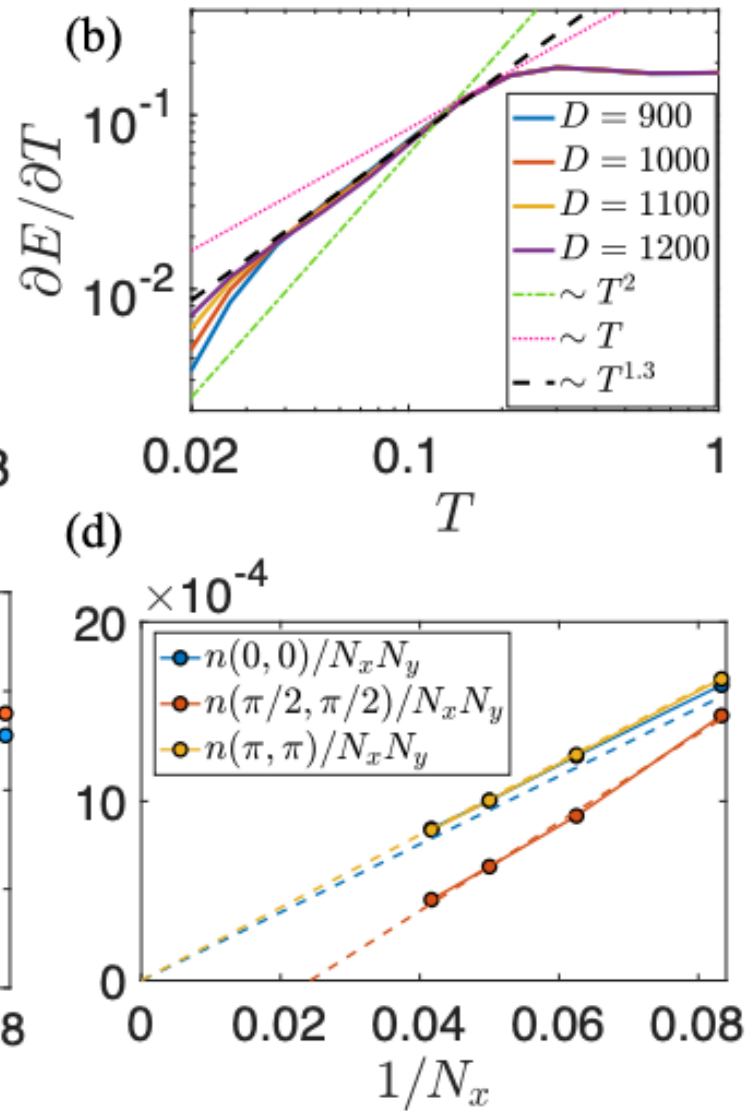 (b)
∂E/∂T
10^{-1}
10^{-2}
D = 900
D = 1000
D = 1100
D = 1200
∼ T^2
∼ T
∼ T^{1.3}
0.02 0.1 1
T
3
(d)
×10^{-4}
20
10
0
n(0, 0)/N_xN_y
n(π/2, π/2)/N_xN_y
n(π, π)/N_xN_y
0 0.02 0.04 0.06 0.08
1/N_x
8